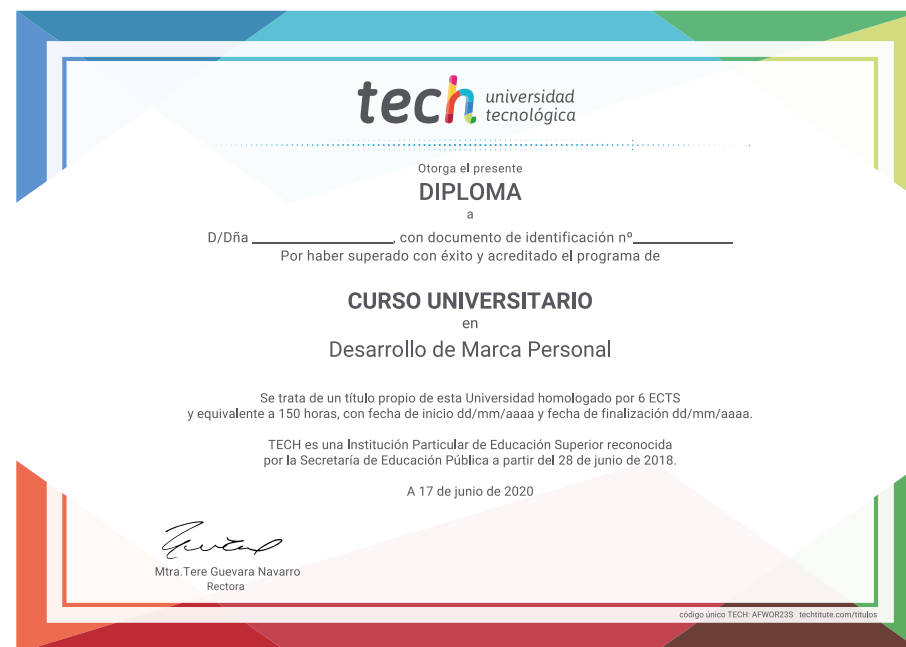 tech universidad
tecnológica
Otorga el presente
DIPLOMA
a
D/Dña ________________, con documento de identificación nº____________
Por haber superado con éxito y acreditado el programa de
CURSO UNIVERSITARIO
en
Desarrollo de Marca Personal
Se trata de un título propio de esta Universidad homologado por 6 ECTS
y equivalente a 150 horas, con fecha de inicio dd/mm/aaaa y fecha de finalización dd/mm/aaaa.
TECH es una Institución Particular de Educación Superior reconocida
por la Secretaría de Educación Pública a partir del 28 de junio de 2018.
A 17 de junio de 2020
Mtra.Tere Guevara Navarro
Rectora
código único TECH: AFWOR23S techtitute.com/titulos